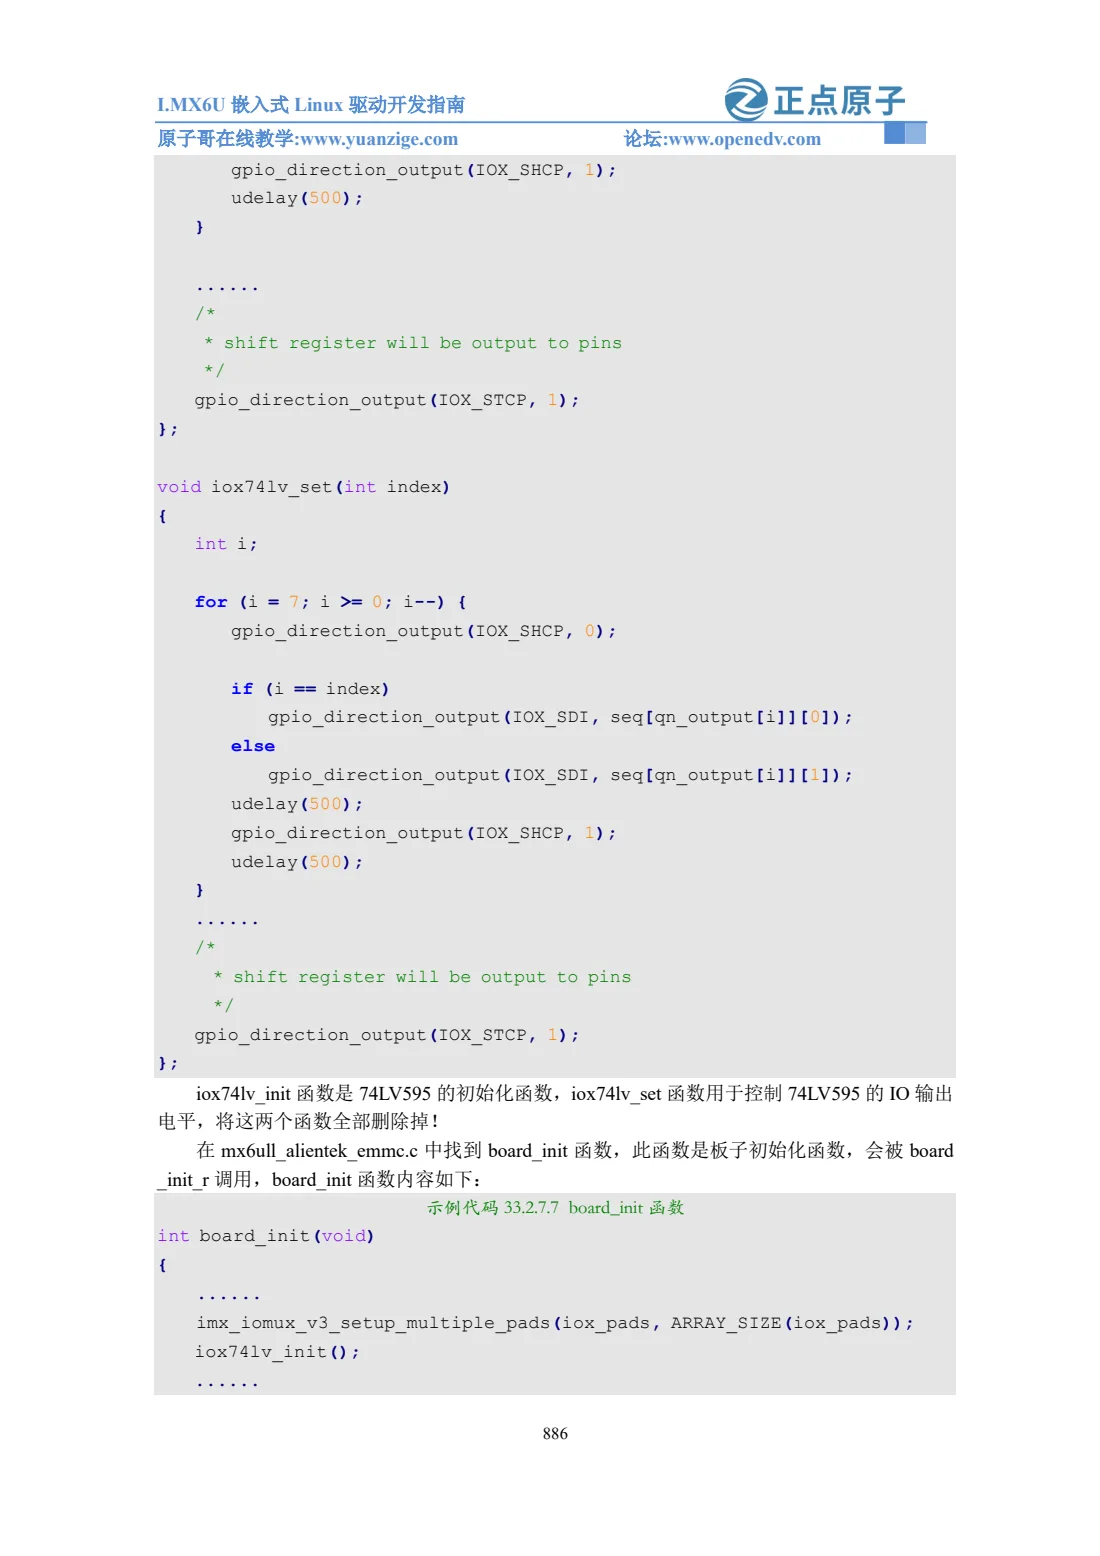 I.MX6U 嵌入式 Linux 驱动开发指南
正点原子
原子哥在线教学:www.yuanzige.com 论坛:www.openedv.com
gpio_direction_output(IOX_SHCP, 1);
udelay(500);
}
......
/*
* shift register will be output to pins
*/
gpio_direction_output(IOX_STCP, 1);
};
void iox74lv_set(int index)
{
int i;
for (i = 7; i >= 0; i--) {
gpio_direction_output(IOX_SHCP, 0);
if (i == index)
gpio_direction_output(IOX_SDI, seq[qn_output[i]][0]);
else
gpio_direction_output(IOX_SDI, seq[qn_output[i]][1]);
udelay(500);
gpio_direction_output(IOX_SHCP, 1);
udelay(500);
}
......
/*
* shift register will be output to pins
*/
gpio_direction_output(IOX_STCP, 1);
};
iox74lv_init 函数是 74LV595 的初始化函数，iox74lv_set 函数用于控制 74LV595 的 IO 输出
电平，将这两个函数全部删除掉！
在 mx6ull_alientek_emmc.c 中找到 board_init 函数，此函数是板子初始化函数，会被 board
_init_r 调用，board_init 函数内容如下：
示例代码 33.2.7.7 board_init 函数
int board_init(void)
{
......
imx_iomux_v3_setup_multiple_pads(iox_pads, ARRAY_SIZE(iox_pads));
iox74lv_init();
......
886